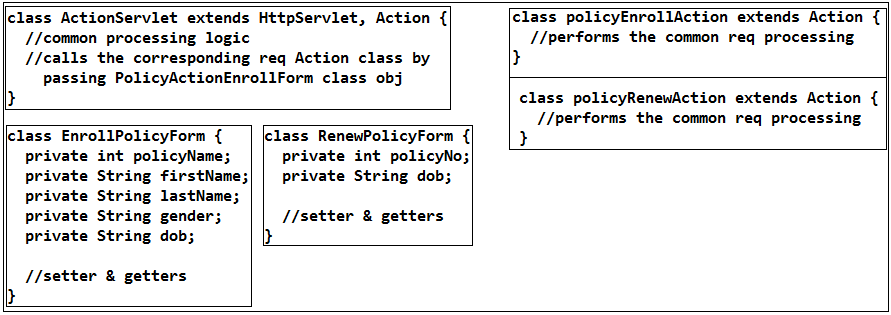 class ActionServlet extends HttpServlet, Action {
//common processing logic
//calls the corresponding req Action class by
passing PolicyActionEnrollForm class obj
}
class policyEnrollAction extends Action {
//performs the common req processing
}
class policyRenewAction extends Action {
//performs the common req processing
}
class EnrollPolicyForm {
private int policyName;
private String firstName;
private String lastName;
private String gender;
private String dob;
//setter & getters
}
class RenewPolicyForm {
private int policyNo;
private String dob;
//setter & getters
}